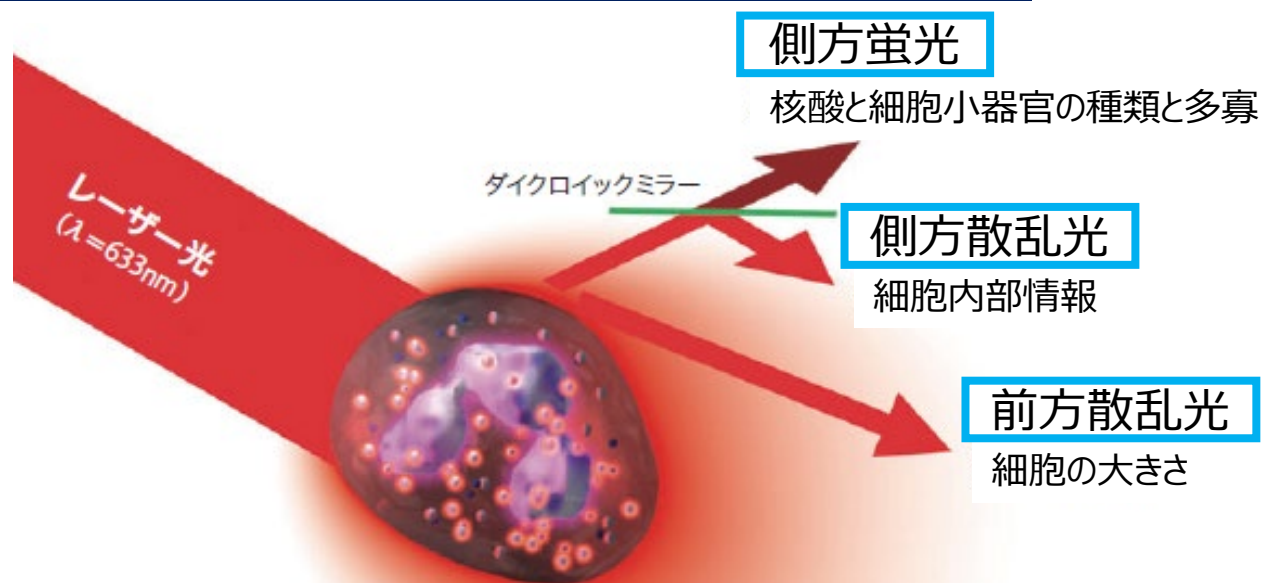 側方蛍光
核酸と細胞小器官の種類と多寡
ダイクロイックミラー
レーザー光
(λ=633nm)
側方散乱光
細胞内部情報
前方散乱光
細胞の大きさ